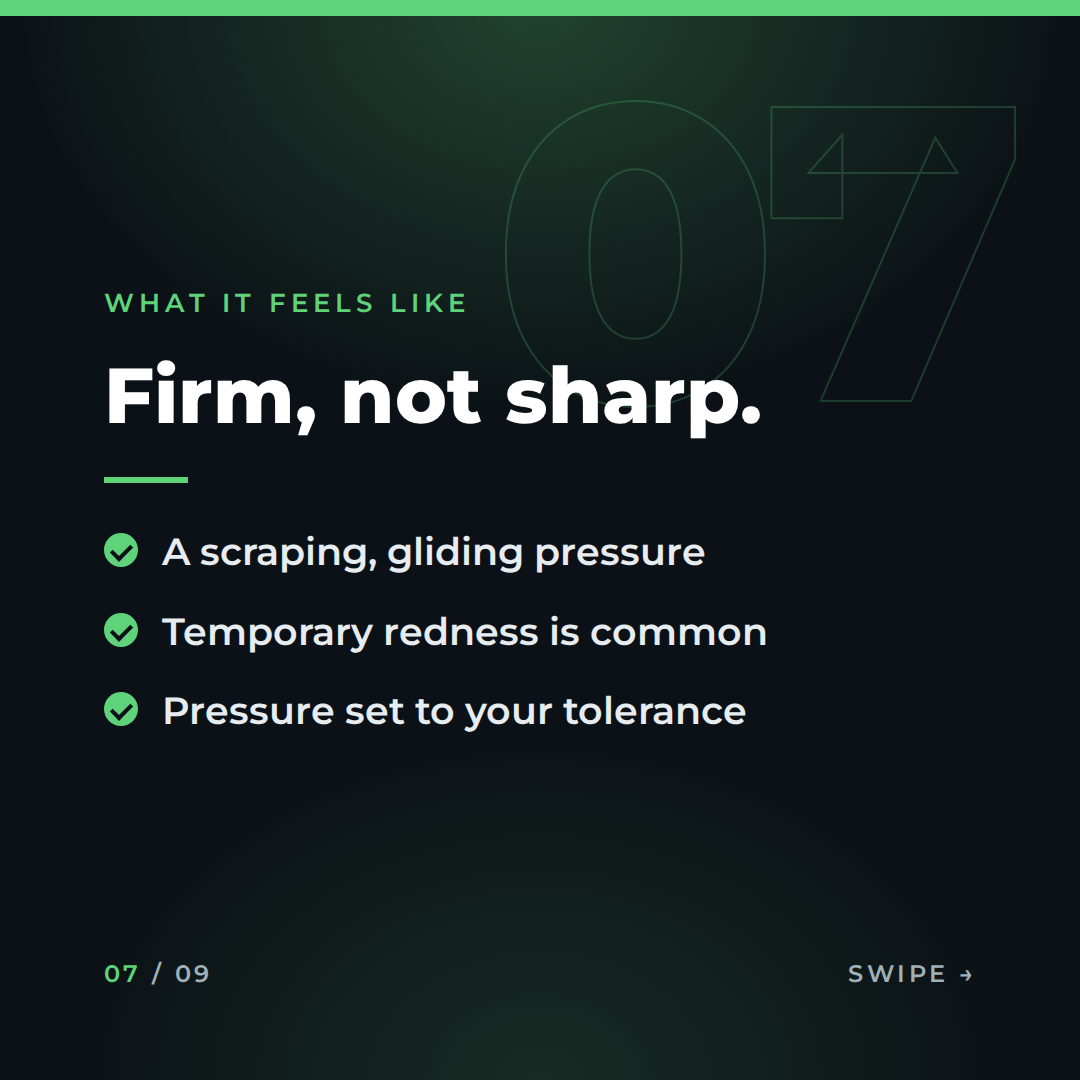 07
WHAT IT FEELS LIKE
Firm, not sharp.
A scraping, gliding pressure
Temporary redness is common
Pressure set to your tolerance
07 / 09
SWIPE →